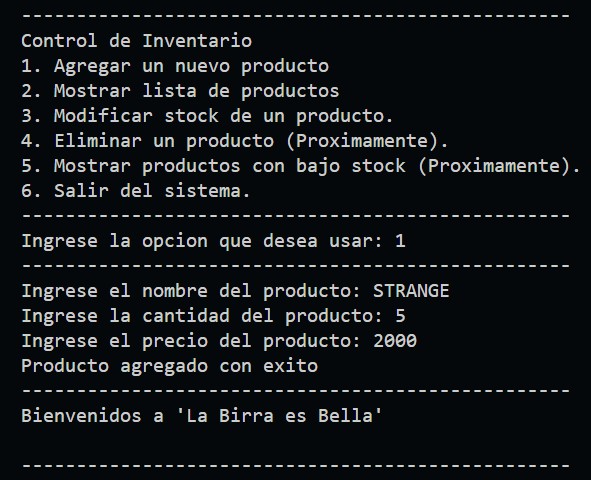 --------------------------------------------------
Control de Inventario
1. Agregar un nuevo producto
2. Mostrar lista de productos
3. Modificar stock de un producto.
4. Eliminar un producto (Proximamente).
5. Mostrar productos con bajo stock (Proximamente).
6. Salir del sistema.
--------------------------------------------------
Ingrese la opcion que desea usar: 1
--------------------------------------------------
Ingrese el nombre del producto: STRANGE
Ingrese la cantidad del producto: 5
Ingrese el precio del producto: 2000
Producto agregado con exito
--------------------------------------------------
Bienvenidos a 'La Birra es Bella'
--------------------------------------------------